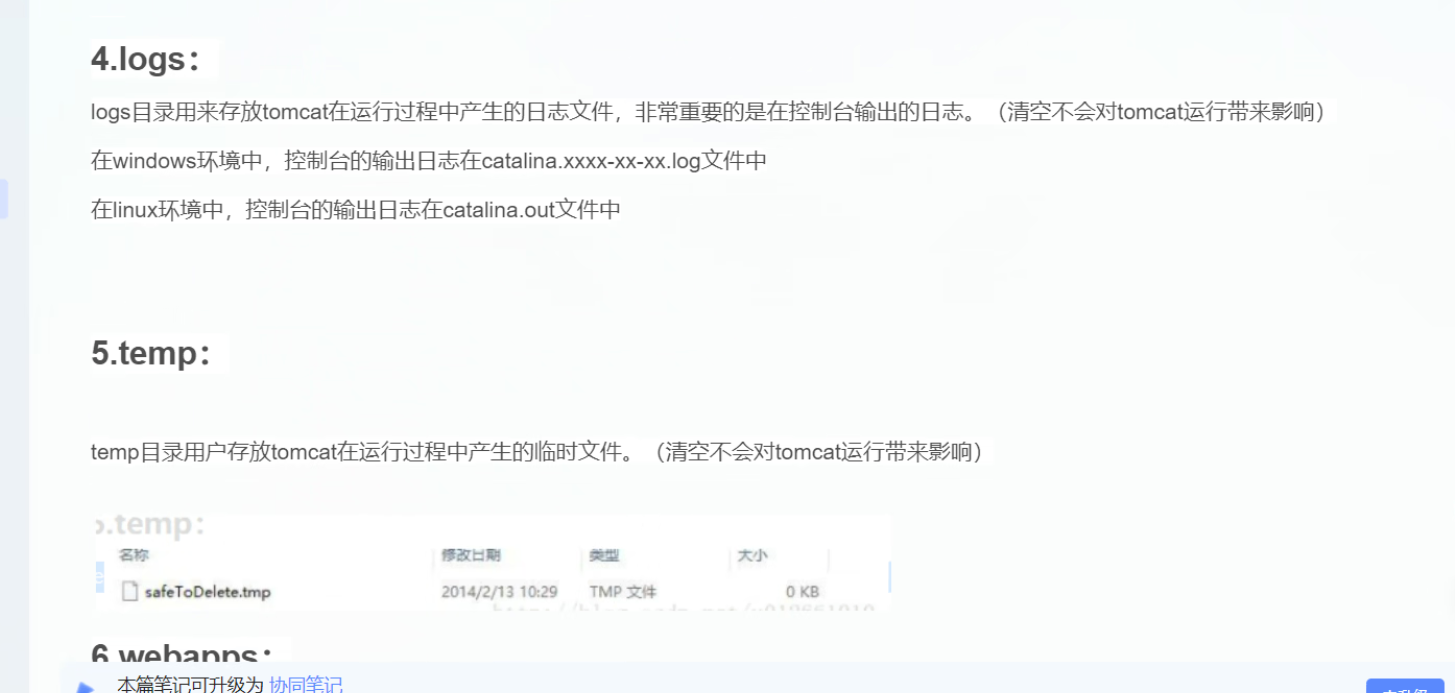 4.logs：
logs目录用来存放tomcat在运行过程中产生的日志文件，非常重要的是在控制台输出的日志。（清空不会对tomcat运行带来影响）
在windows环境中，控制台的输出日志在catalina.xxxx-xx-xx.log文件中
在linux环境中，控制台的输出日志在catalina.out文件中
5.temp：
temp目录用户存放tomcat在运行过程中产生的临时文件。（清空不会对tomcat运行带来影响）
.temp：
名称 修改日期 类型 大小
safeToDelete.tmp 2014/2/13 10:29 TMP 文件 0 KB
6.webapps：
本篇笔记可升级为 协同笔记